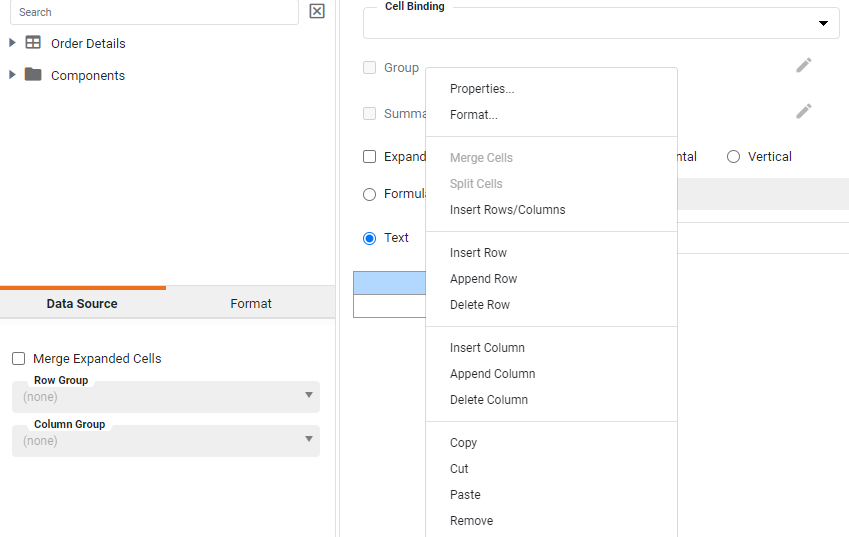 Search
Order Details
Components
Data Source
Format
Merge Expanded Cells
Row Group
(none)
Column Group
(none)
Cell Binding
Group
Summa
Expand
ntal
Vertical
Formula
Text
Properties...
Format...
Merge Cells
Split Cells
Insert Rows/Columns
Insert Row
Append Row
Delete Row
Insert Column
Append Column
Delete Column
Copy
Cut
Paste
Remove